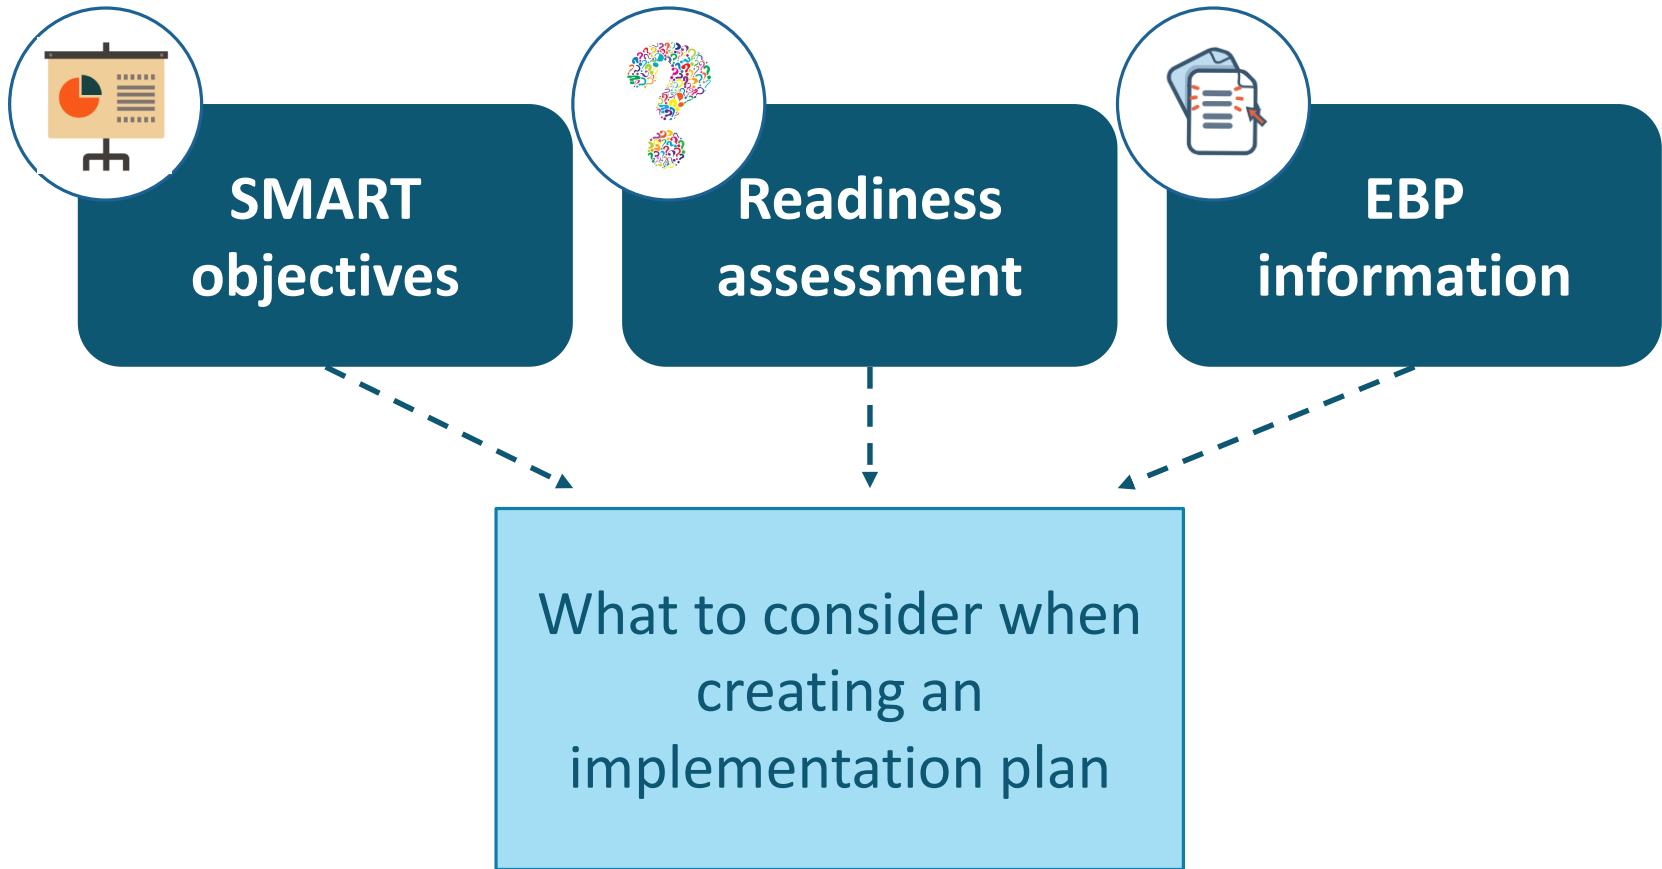 SMART
objectives
Readiness
assessment
EBP
information
What to consider when
creating an
implementation plan